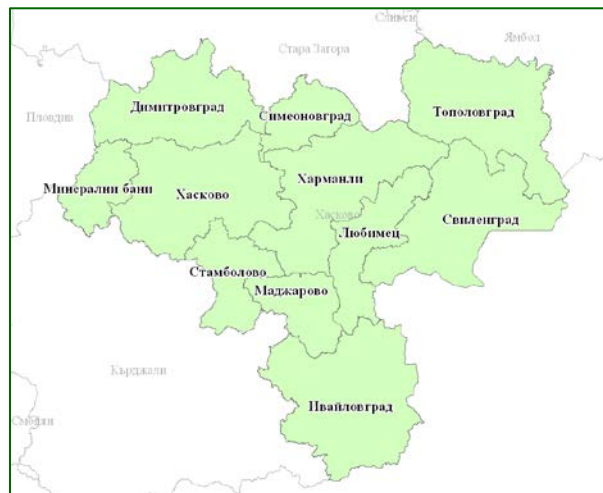 Сливен
Ямбол
Стара Загора
Димитровград
Симеоновград
Тополовград
Пловдив
Харманли
Минерални бани
Хасково
Хасково
Любимец
Свиленград
Стамболово
Маджарово
Кърджали
Ивайловград
Смолян